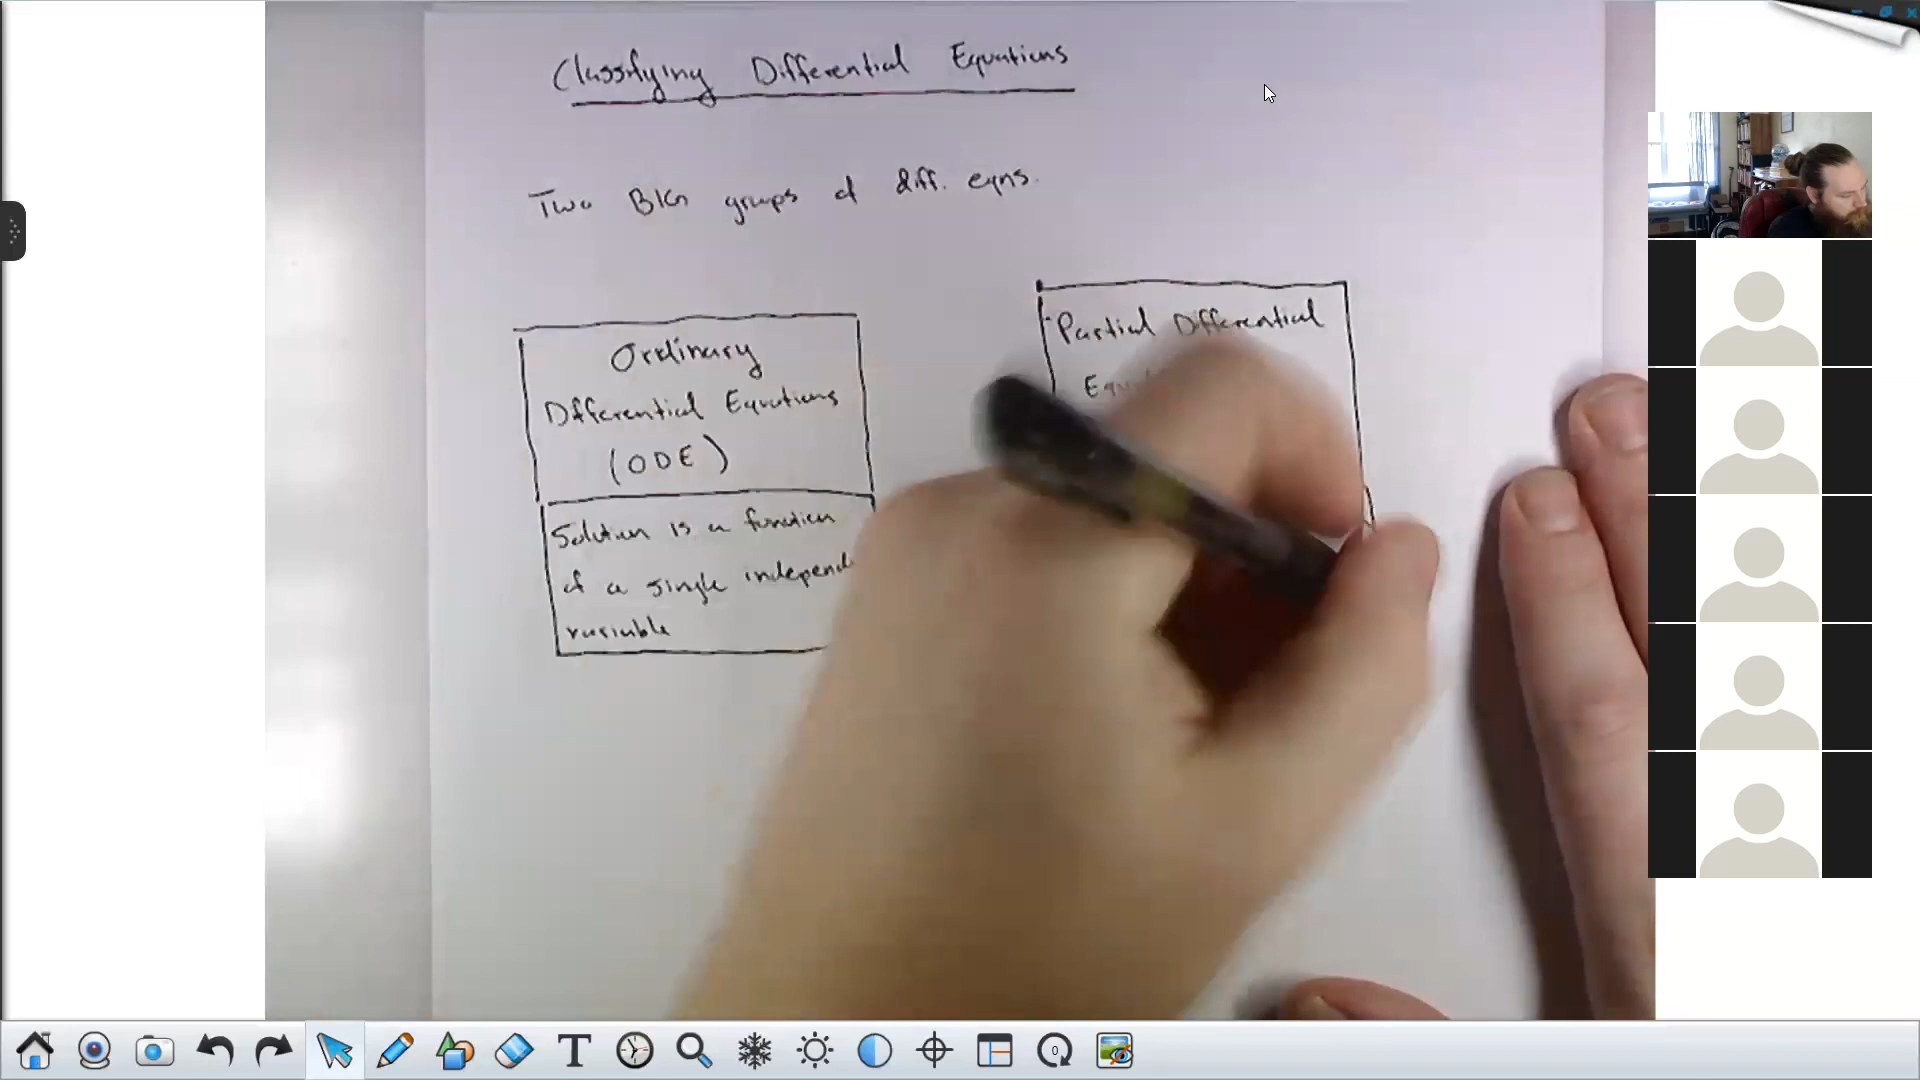 Classifying Differential Equations
Two BIG groups of diff. eqns.
Ordinary
Differential Equations
(ODE)
Solution is a function
of a single independ
variable
Partial Differential
Equ